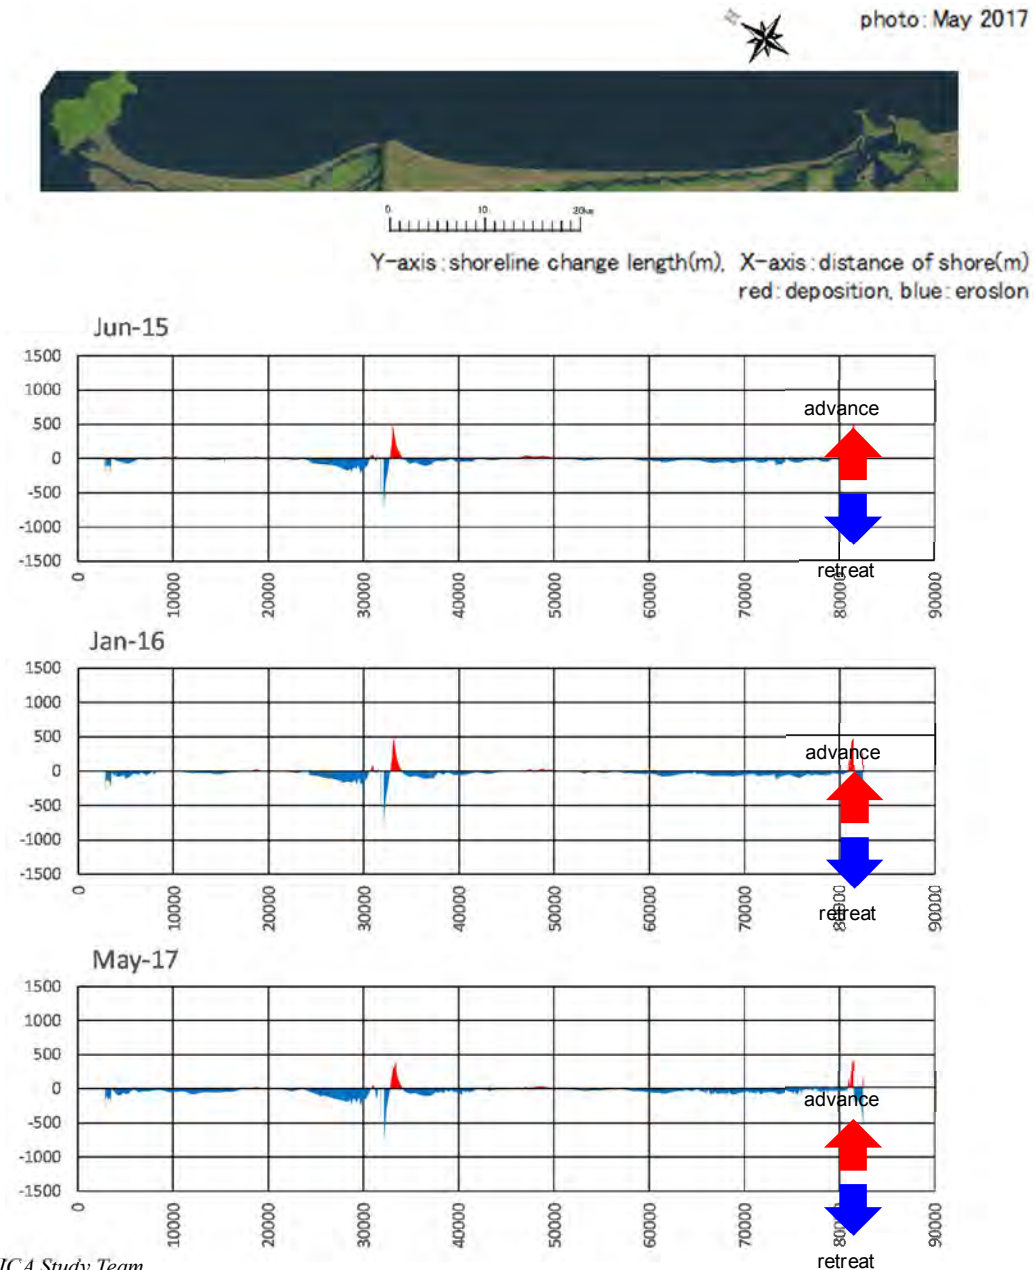 photo: May 2017
0 10 20km
Y-axis: shoreline change length(m), X-axis: distance of shore(m)
red: deposition, blue: eroslon
Jun-15
1500
1000
500
0
-500
-1000
-1500
advance
retreat
0 10000 20000 30000 40000 50000 60000 70000 80000 90000
Jan-16
1500
1000
500
0
-500
-1000
-1500
advance
retreat
0 10000 20000 30000 40000 50000 60000 70000 80000 90000
May-17
1500
1000
500
0
-500
-1000
-1500
advance
0 10000 20000 30000 40000 50000 60000 70000 80000 90000
retreat
ICA Study Team